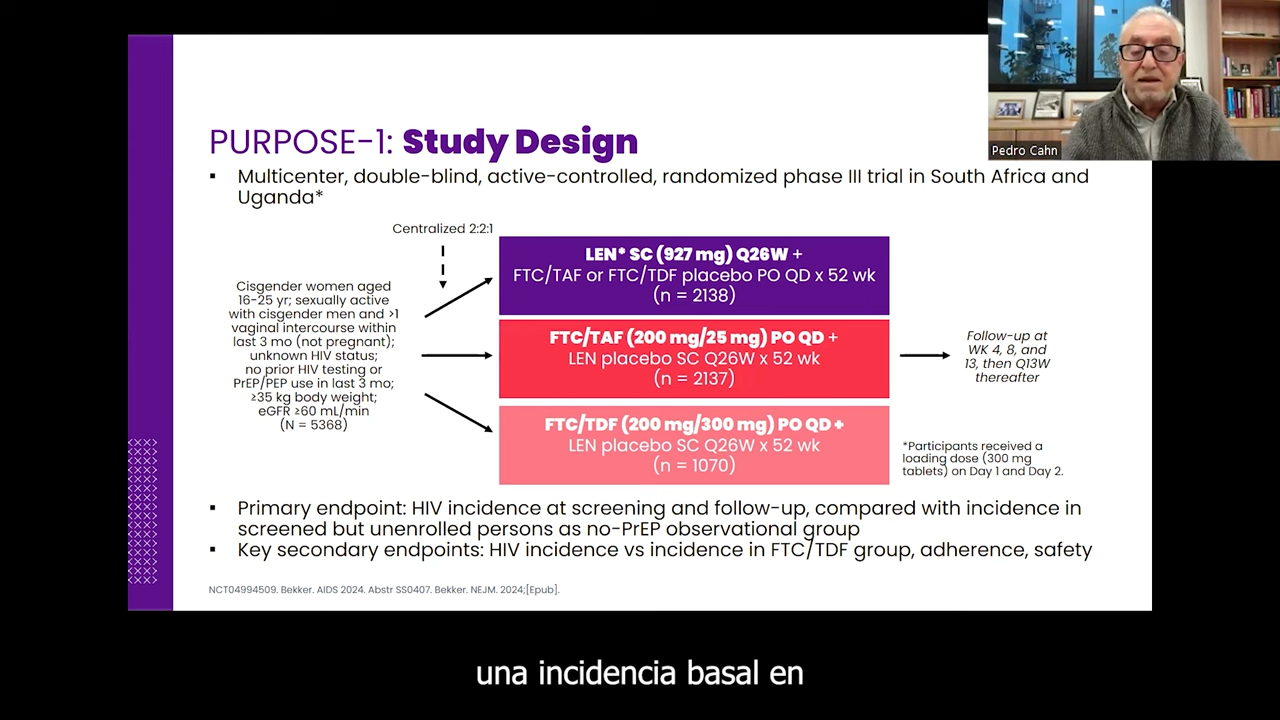 Pedro Cahn
PURPOSE-1: Study Design
▪ Multicenter, double-blind, active-controlled, randomized phase III trial in South Africa and
Uganda*
Centralized 2:2:1
Cisgender women aged
16-25 yr; sexually active
with cisgender men and >1
vaginal intercourse within
last 3 mo (not pregnant);
unknown HIV status;
no prior HIV testing or
PrEP/PEP use in last 3 mo;
≥35 kg body weight;
eGFR ≥60 mL/min
(N = 5368)
LEN* SC (927 mg) Q26W +
FTC/TAF or FTC/TDF placebo PO QD x 52 wk
(n = 2138)
FTC/TAF (200 mg/25 mg) PO QD +
LEN placebo SC Q26W x 52 wk
(n = 2137)
FTC/TDF (200 mg/300 mg) PO QD +
LEN placebo SC Q26W x 52 wk
(n = 1070)
Follow-up at
WK 4, 8, and
13, then Q13W
thereafter
*Participants received a
loading dose (300 mg
tablets) on Day 1 and Day 2.
▪ Primary endpoint: HIV incidence at screening and follow-up, compared with incidence in
screened but unenrolled persons as no-PrEP observational group
▪ Key secondary endpoints: HIV incidence vs incidence in FTC/TDF group, adherence, safety
NCT04994509. Bekker. AIDS 2024. Abstr SS0407. Bekker. NEJM. 2024;[Epub].
una incidencia basal en